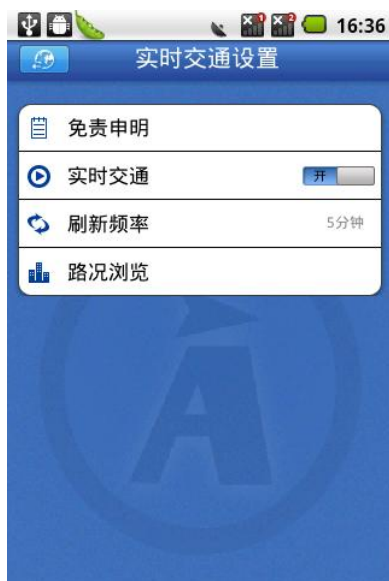 16:36
实时交通设置
免责申明
实时交通 开
刷新频率 5分钟
路况浏览